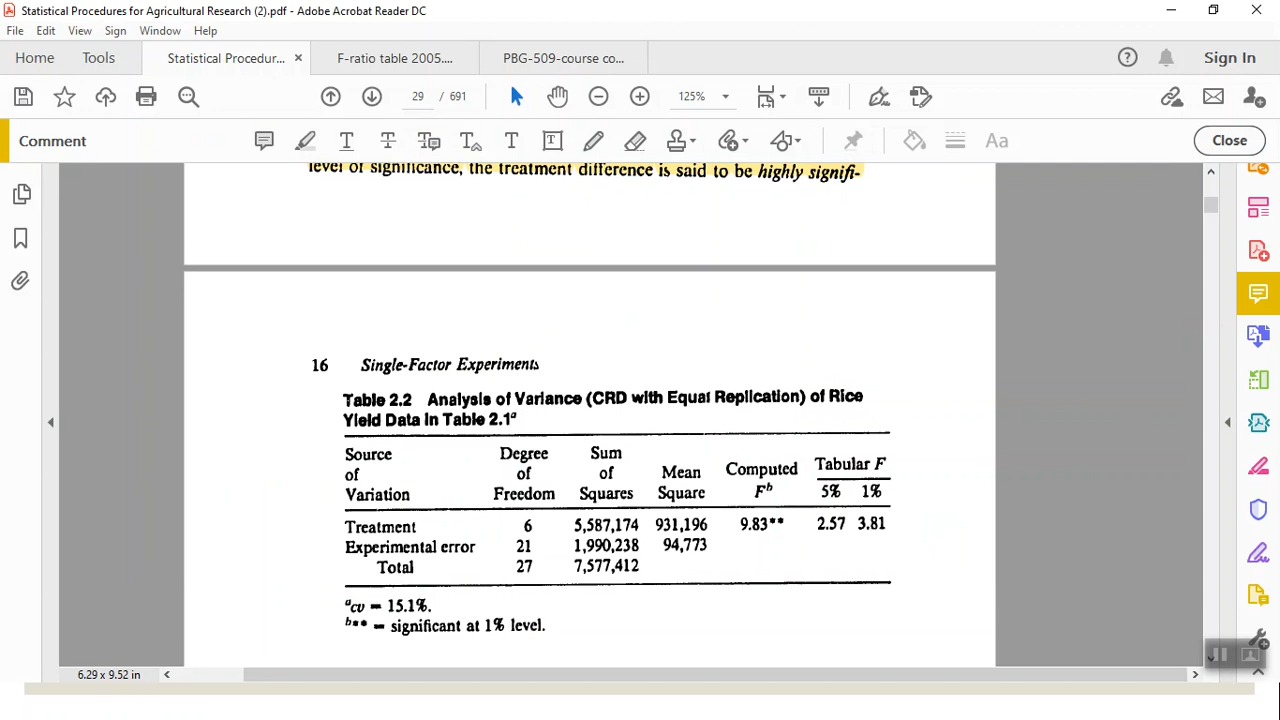 Statistical Procedures for Agricultural Research (2).pdf - Adobe Acrobat Reader DC
File Edit View Sign Window Help
Home Tools Statistical Procedur... × F-ratio table 2005.... PBG-509-course co... Sign In
29 / 691 125%
Comment Close
level of significance, the treatment difference is said to be highly signifi-
16 Single-Factor Experiments
Table 2.2 Analysis of Variance (CRD with Equal Replication) of Rice
Yield Data in Table 2.1a
Source Degree Sum
of of of Mean Computed Tabular F
Variation Freedom Squares Square Fb 5% 1%
Treatment 6 5,587,174 931,196 9.83** 2.57 3.81
Experimental error 21 1,990,238 94,773
Total 27 7,577,412
acv = 15.1%.
b** = significant at 1% level.
6.29 x 9.52 in